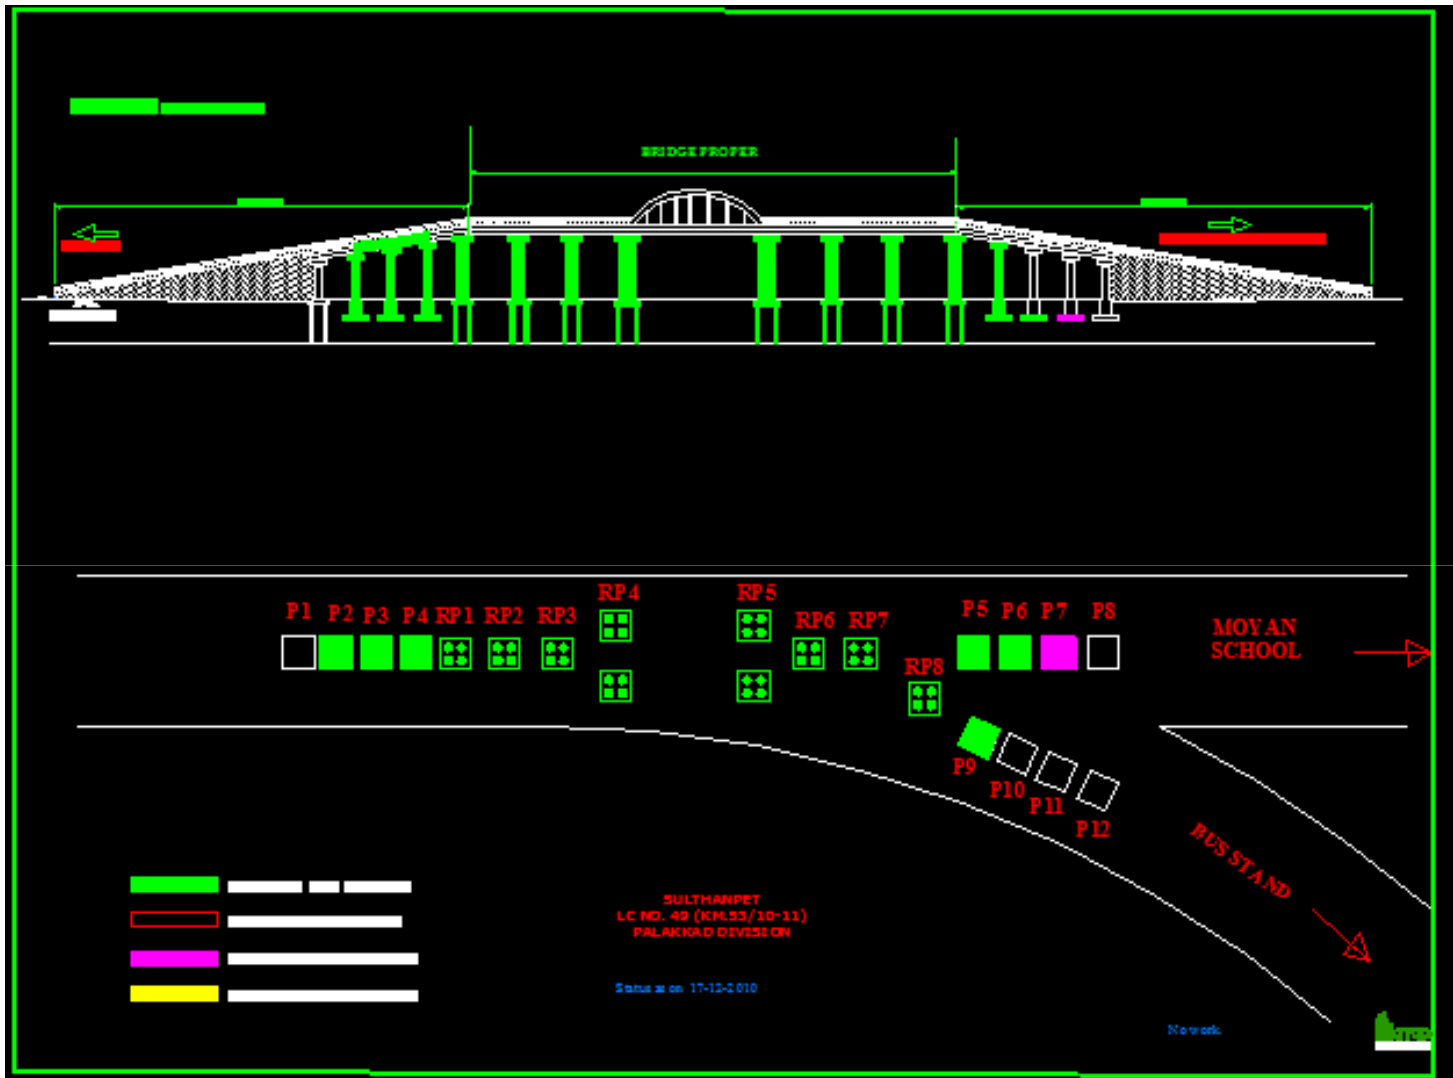 BRIDGE PROPER
RP4
RP5
P1 P2 P3 P4 RP1 RP2 RP3
RP6 RP7
P5 P6 P7 P8
RP8
MOYAN
SCHOOL
P9
P10
P11
P12
BUS STAND
SULTHANPET
LC NO. 49 (KM.53/10-11)
PALAKKAD DIVISION
Status as on 17-12-2010
No work